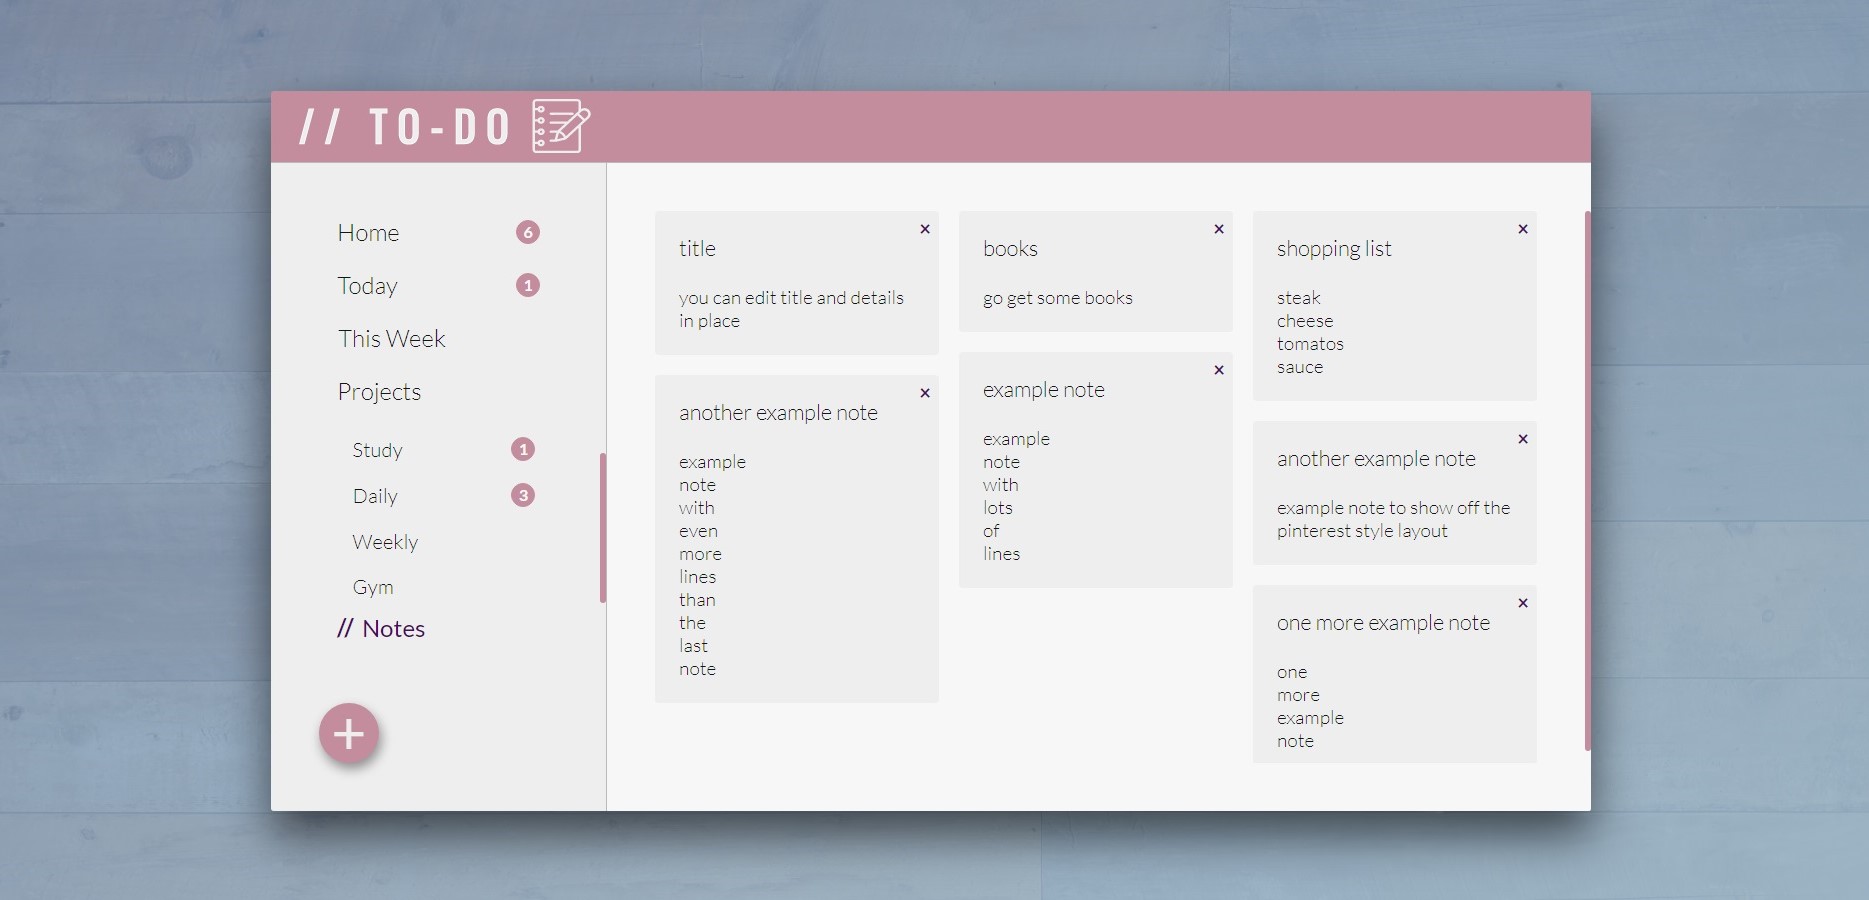 // TO-DO
Home 6
Today 1
This Week
Projects
Study 1
Daily 3
Weekly
Gym
// Notes
+
×
title
you can edit title and details
in place
×
another example note
example
note
with
even
more
lines
than
the
last
note
×
books
go get some books
×
example note
example
note
with
lots
of
lines
×
shopping list
steak
cheese
tomatos
sauce
×
another example note
example note to show off the
pinterest style layout
×
one more example note
one
more
example
note